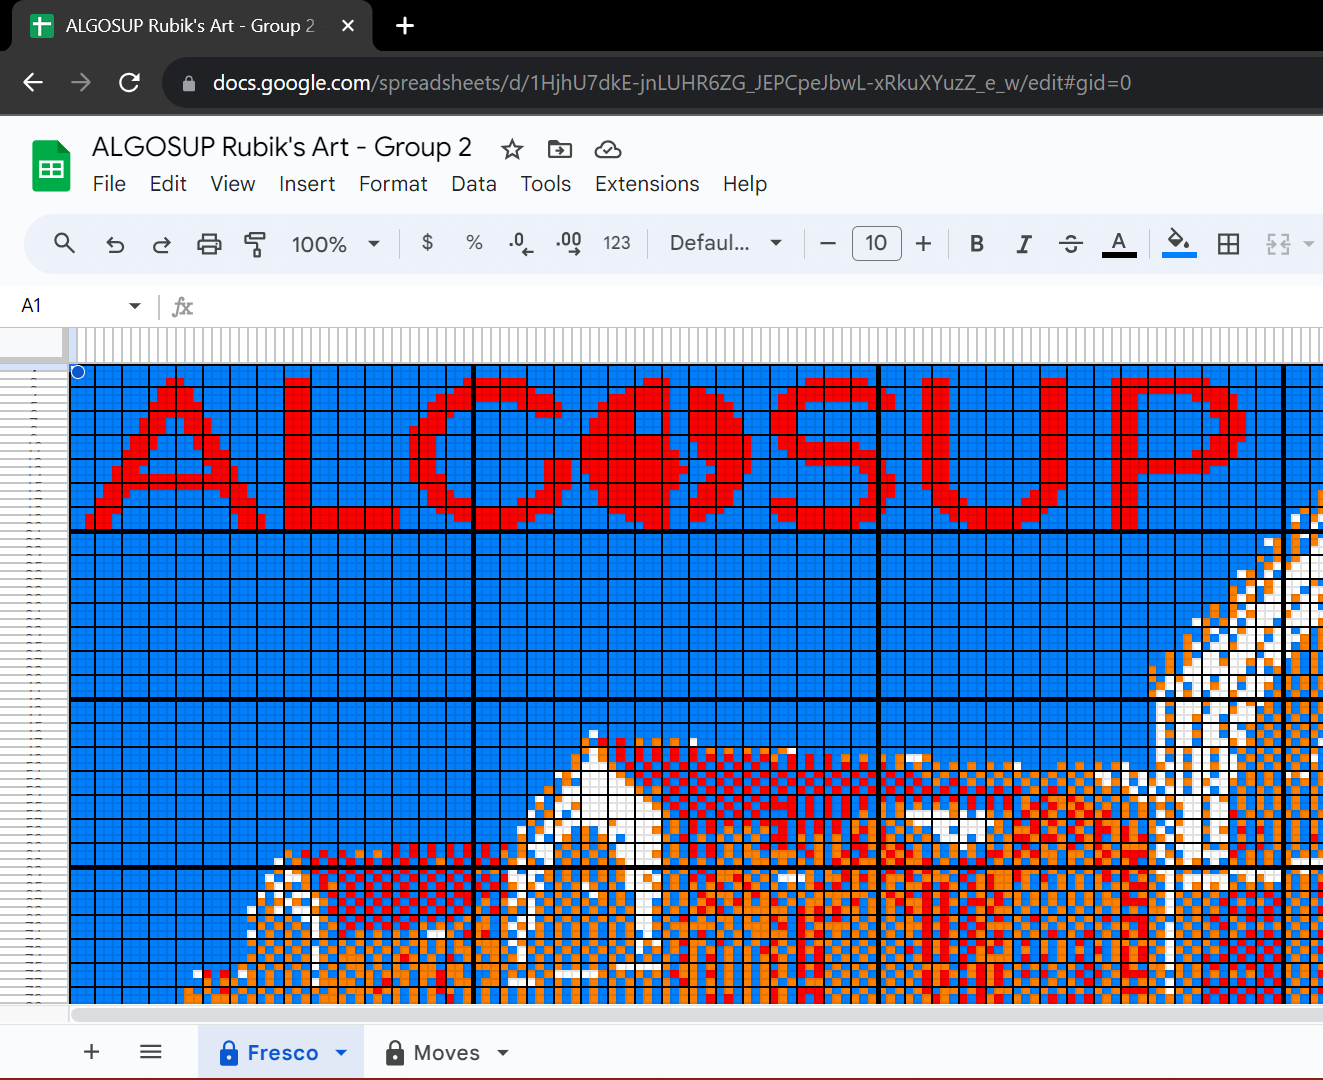 ALGOSUP Rubik's Art - Group 2
docs.google.com/spreadsheets/d/1HjhU7dkE-jnLUHR6ZG_JEPCpeJbwL-xRkuXYuzZ_e_w/edit#gid=0
ALGOSUP Rubik's Art - Group 2
File Edit View Insert Format Data Tools Extensions Help
100% $ % .0 .00 123 Defaul... 10 B I S A
A1 fx
ALGOSUP
Fresco Moves